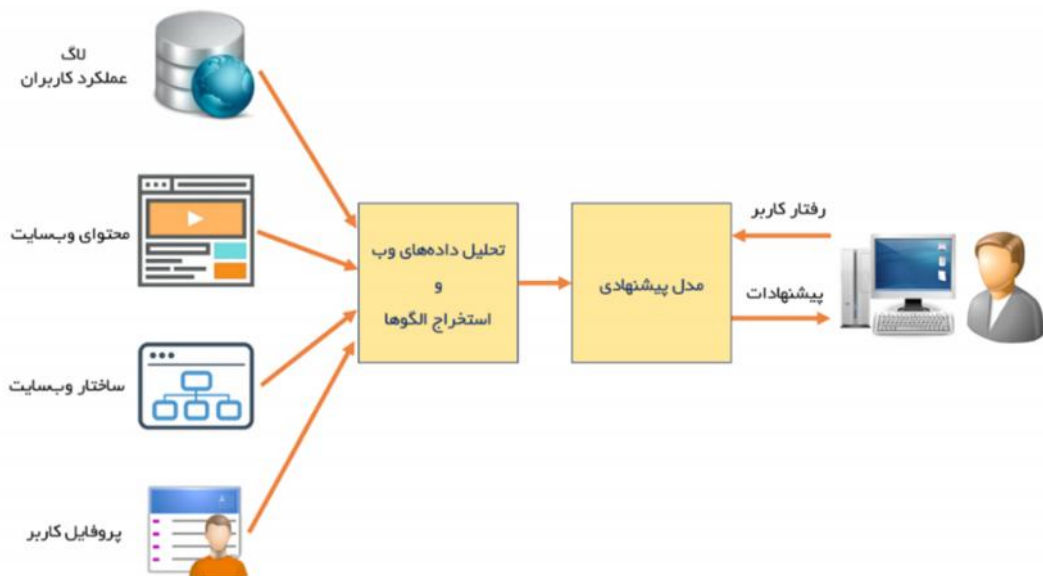 لاگ
عملکرد کاربران
محتوای وب‌سایت
ساختار وب‌سایت
پروفایل کاربر
تحلیل داده‌های وب
و
استخراج الگوها
مدل پیشنهادی
رفتار کاربر
پیشنهادات